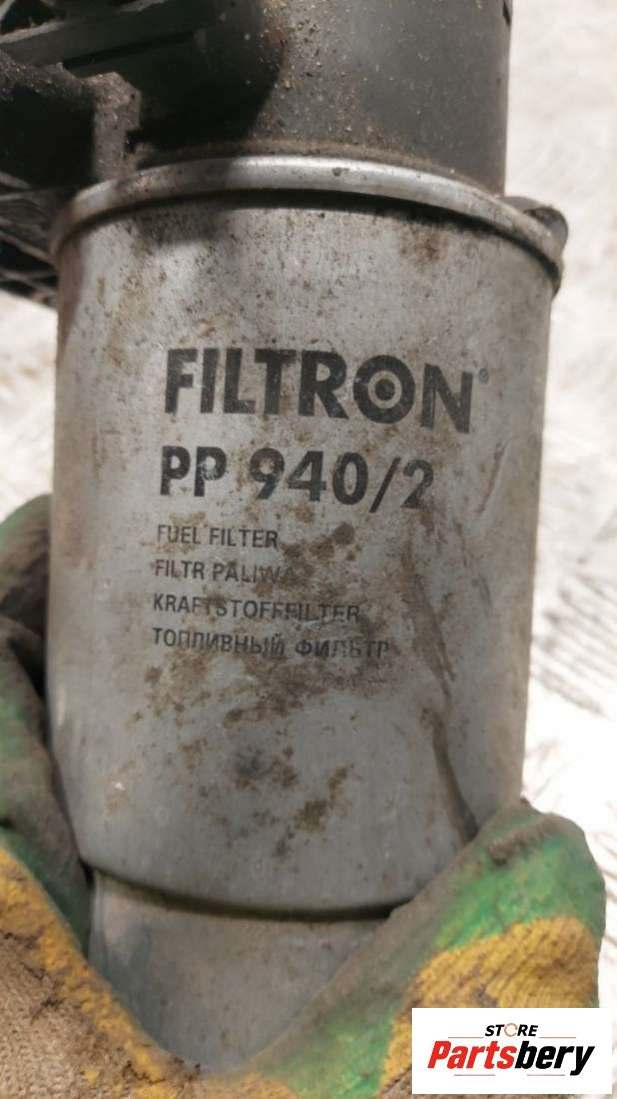 FILTRON®
PP 940/2
FUEL FILTER
FILTR PALIWA
KRAFTSTOFFFILTER
ТОПЛИВНЫЙ ФИЛЬТР
STORE
Partsbery